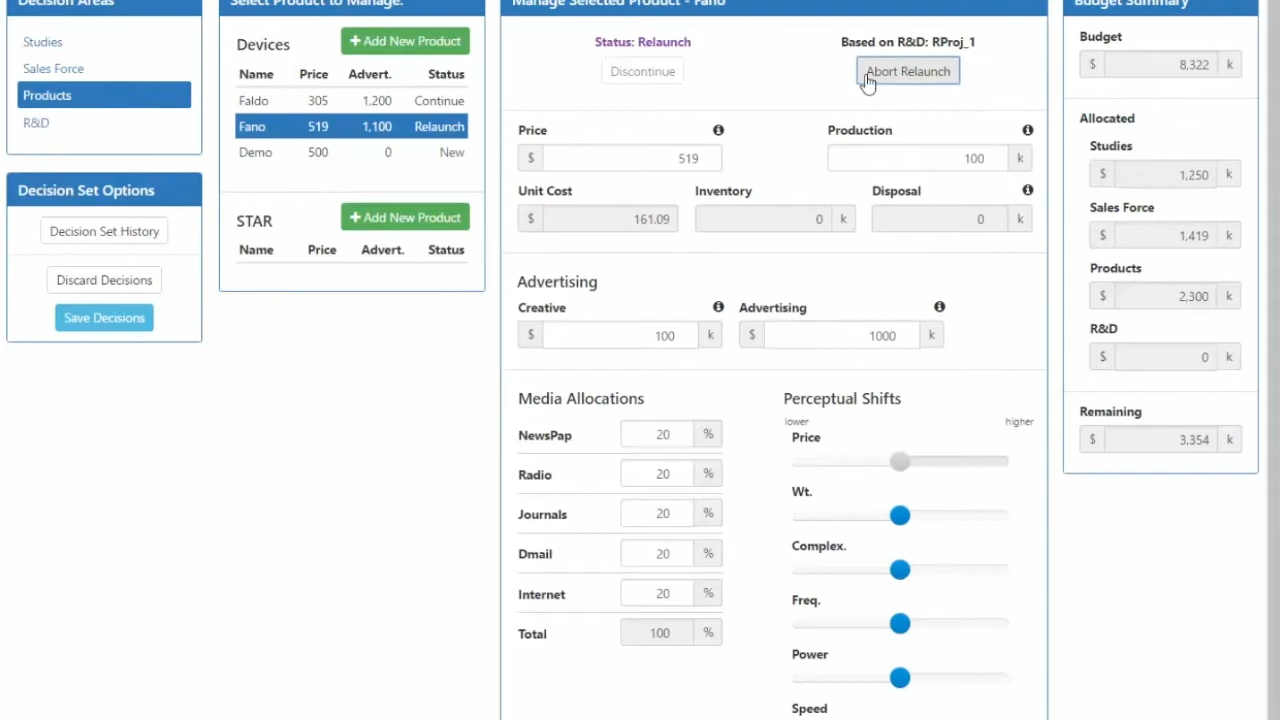 Decision Areas
Studies
Sales Force
Products
R&D
Decision Set Options
Decision Set History
Discard Decisions
Save Decisions
Select Product to Manage:
Devices
+ Add New Product
Name Price Advert. Status
Faldo 305 1,200 Continue
Fano 519 1,100 Relaunch
Demo 500 0 New
STAR
+ Add New Product
Name Price Advert. Status
Manage Selected Product - Fano
Status: Relaunch
Based on R&D: RProj_1
Discontinue
Abort Relaunch
Price
Production
$ 519
100 k
Unit Cost
Inventory
Disposal
$ 161.09
0 k
0 k
Advertising
Creative
Advertising
$ 100 k
$ 1000 k
Media Allocations
NewsPap 20 %
Radio 20 %
Journals 20 %
Dmail 20 %
Internet 20 %
Total 100 %
Perceptual Shifts
lower higher
Price
Wt.
Complex.
Freq.
Power
Speed
Budget Summary
Budget
$ 8,322 k
Allocated
Studies
$ 1,250 k
Sales Force
$ 1,419 k
Products
$ 2,300 k
R&D
$ 0 k
Remaining
$ 3,354 k